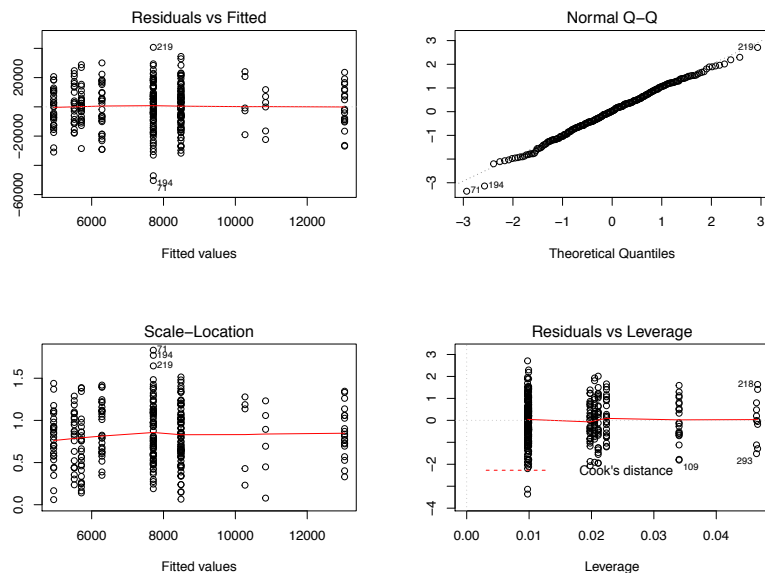 Residuals vs Fitted
20000
0
−20000
−60000
219
194
71
6000 8000 10000 12000
Fitted values
Normal Q−Q
3
2
1
0
−1
−3
219
194
71
−3 −2 −1 0 1 2 3
Theoretical Quantiles
Scale−Location
1.5
1.0
0.5
0.0
71
194
219
6000 8000 10000 12000
Fitted values
Residuals vs Leverage
3
2
1
0
−2
−4
218
Cook's distance
109
293
0.00 0.01 0.02 0.03 0.04
Leverage